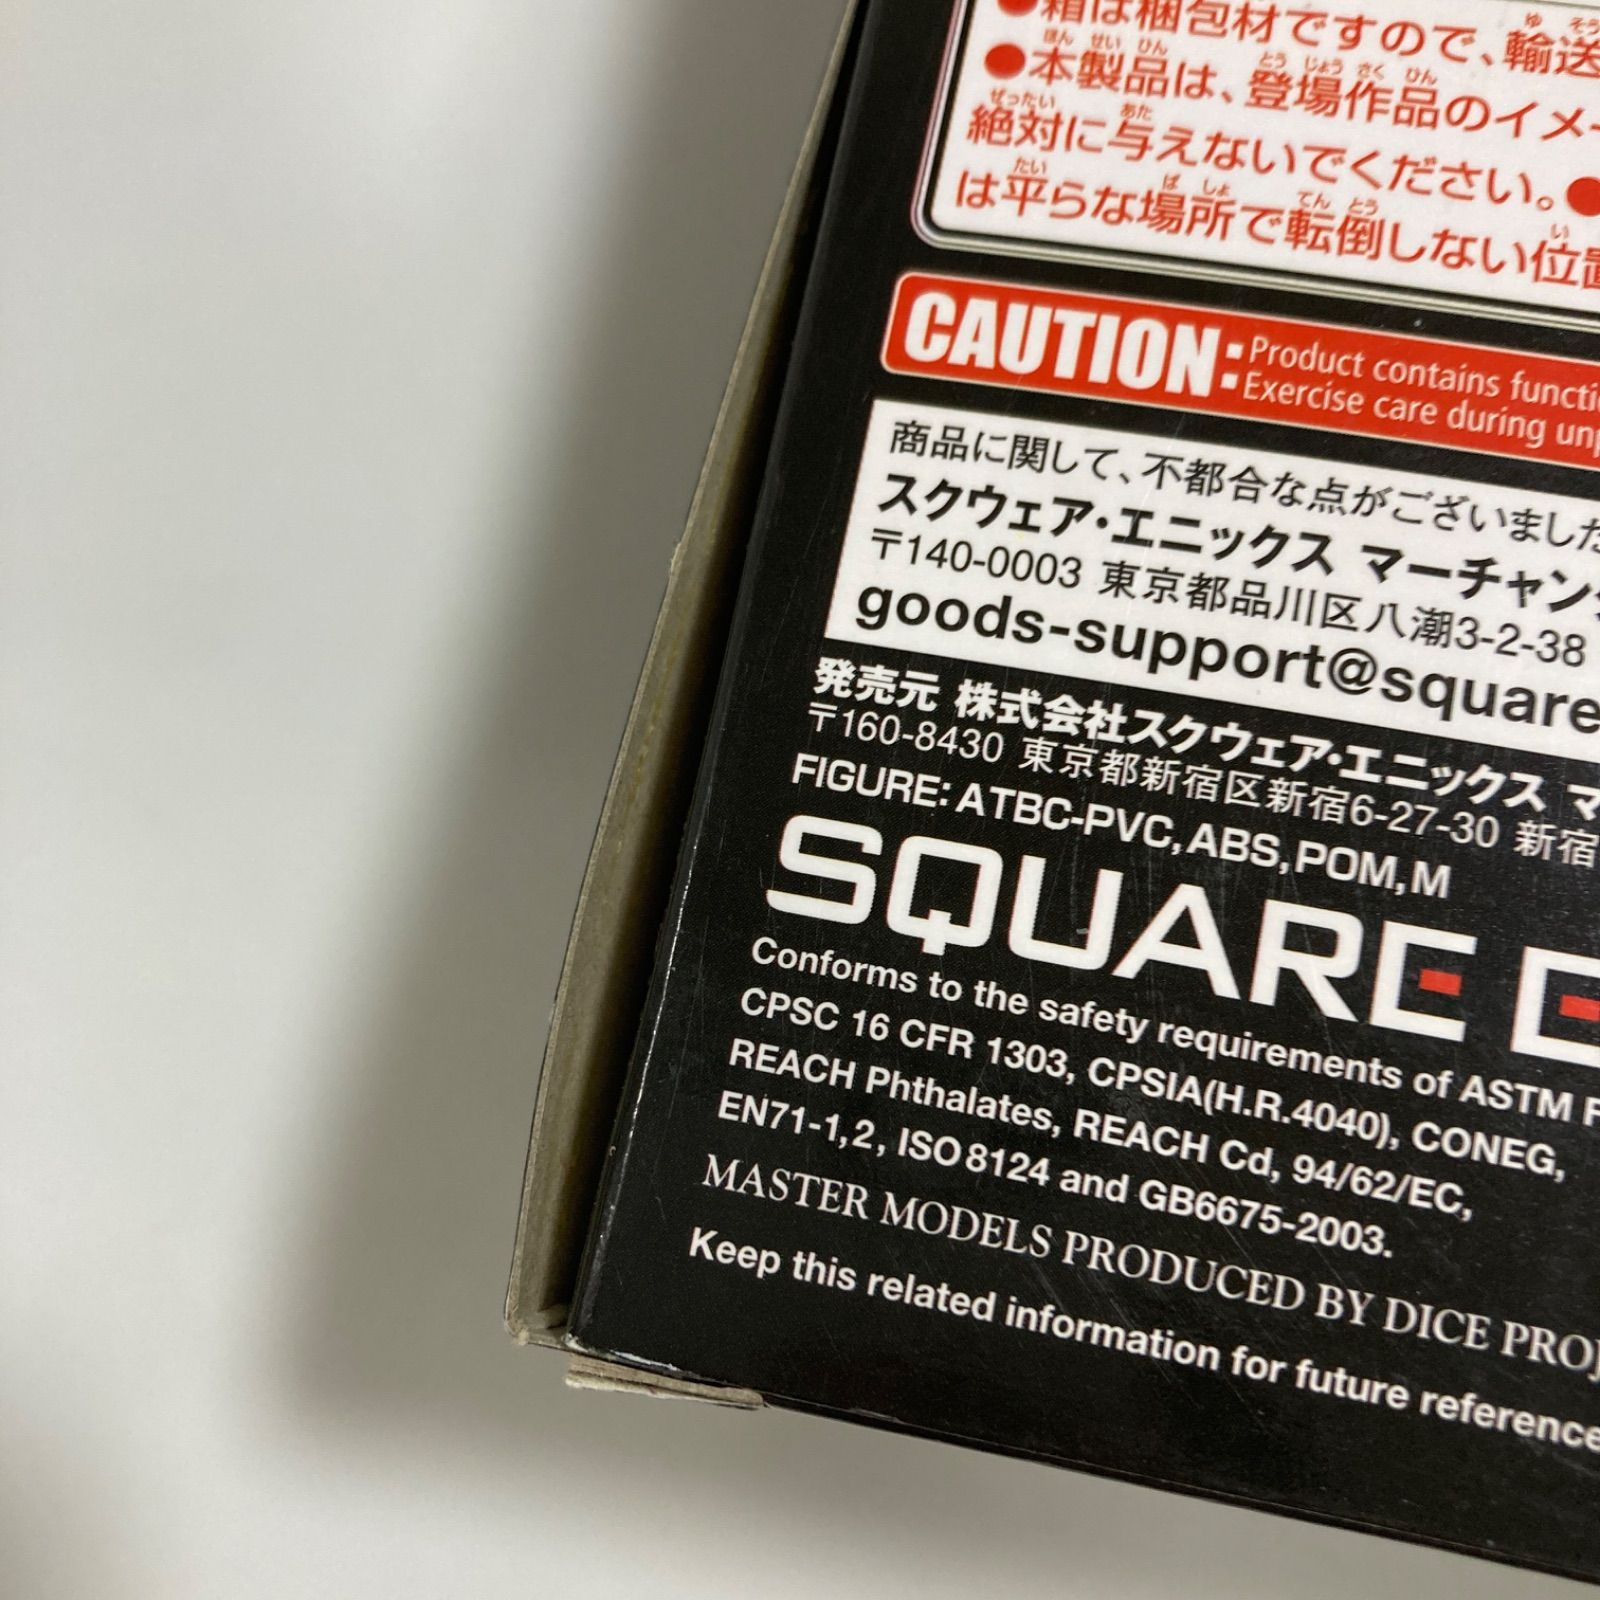 ●箱は梱包材ですので、輸送
●本製品は、登場作品のイメー
絶対に与えないでください。●
は平らな場所で転倒しない位置
CAUTION: Product contains functi
Exercise care during unp
商品に関して、不都合な点がございました
スクウェア・エニックス マーチャン
〒140-0003 東京都品川区八潮3-2-38
goods-support@square
発売元 株式会社スクウェア・エニックス マ
〒160-8430 東京都新宿区新宿6-27-30 新宿
FIGURE: ATBC-PVC, ABS, POM, M
SQUARE E
Conforms to the safety requirements of ASTM F
CPSC 16 CFR 1303, CPSIA(H.R.4040), CONEG,
REACH Phthalates, REACH Cd, 94/62/EC,
EN71-1,2, ISO 8124 and GB6675-2003.
MASTER MODELS PRODUCED BY DICE PROJ
Keep this related information for future reference